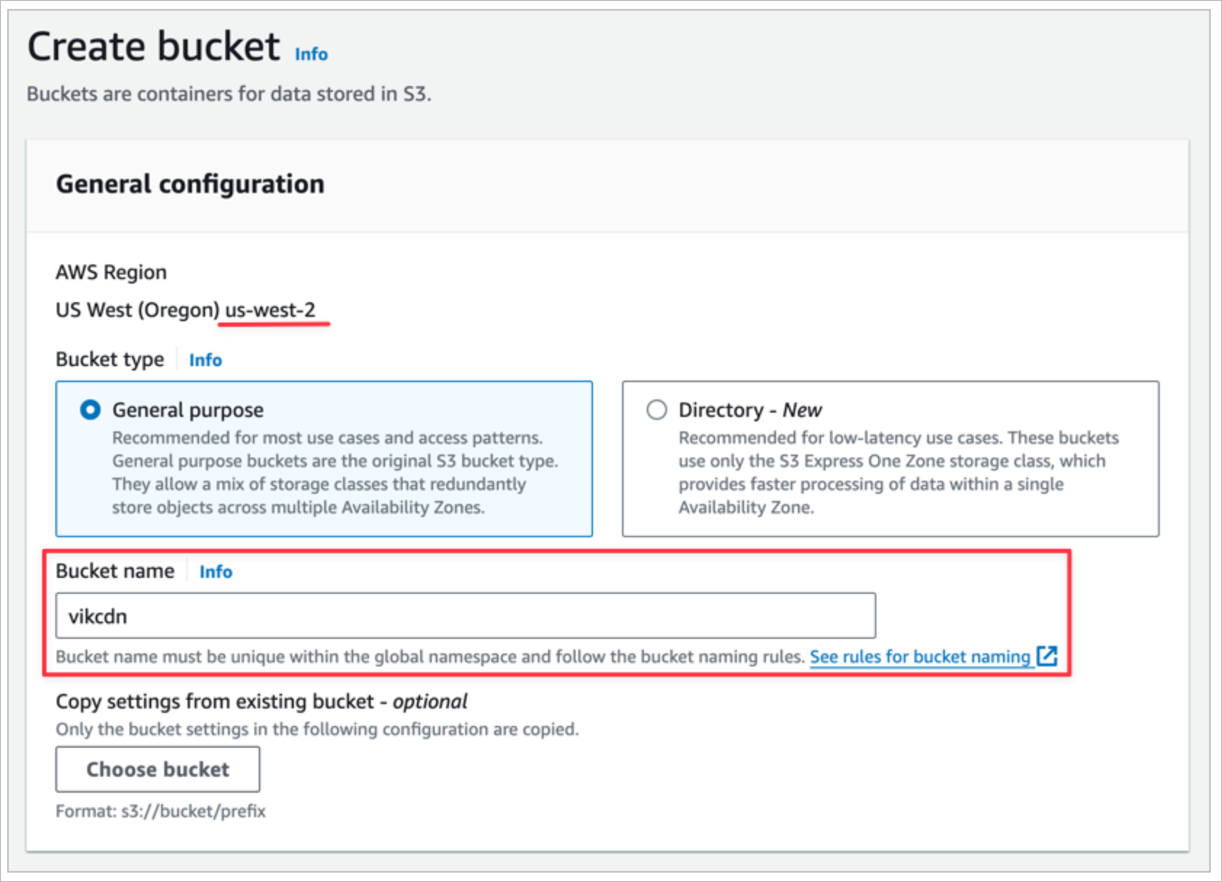 Create bucket Info
Buckets are containers for data stored in S3.
General configuration
AWS Region
US West (Oregon) us-west-2
Bucket type Info
General purpose
Recommended for most use cases and access patterns.
General purpose buckets are the original S3 bucket type.
They allow a mix of storage classes that redundantly
store objects across multiple Availability Zones.
Directory - New
Recommended for low-latency use cases. These buckets
use only the S3 Express One Zone storage class, which
provides faster processing of data within a single
Availability Zone.
Bucket name Info
vikcdn
Bucket name must be unique within the global namespace and follow the bucket naming rules. See rules for bucket naming
Copy settings from existing bucket - optional
Only the bucket settings in the following configuration are copied.
Choose bucket
Format: s3://bucket/prefix